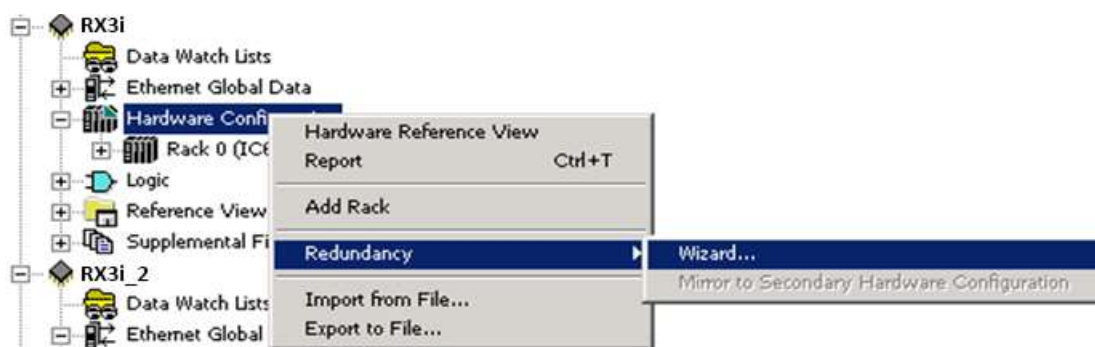 RX3i
Data Watch Lists
Ethernet Global Data
Hardware Confi
Rack 0 (IC6
Logic
Reference View
Supplemental Fi
RX3i_2
Data Watch Lists
Ethernet Global
Hardware Reference View
Report Ctrl+T
Add Rack
Redundancy
Import from File...
Export to File...
Wizard...
Mirror to Secondary Hardware Configuration